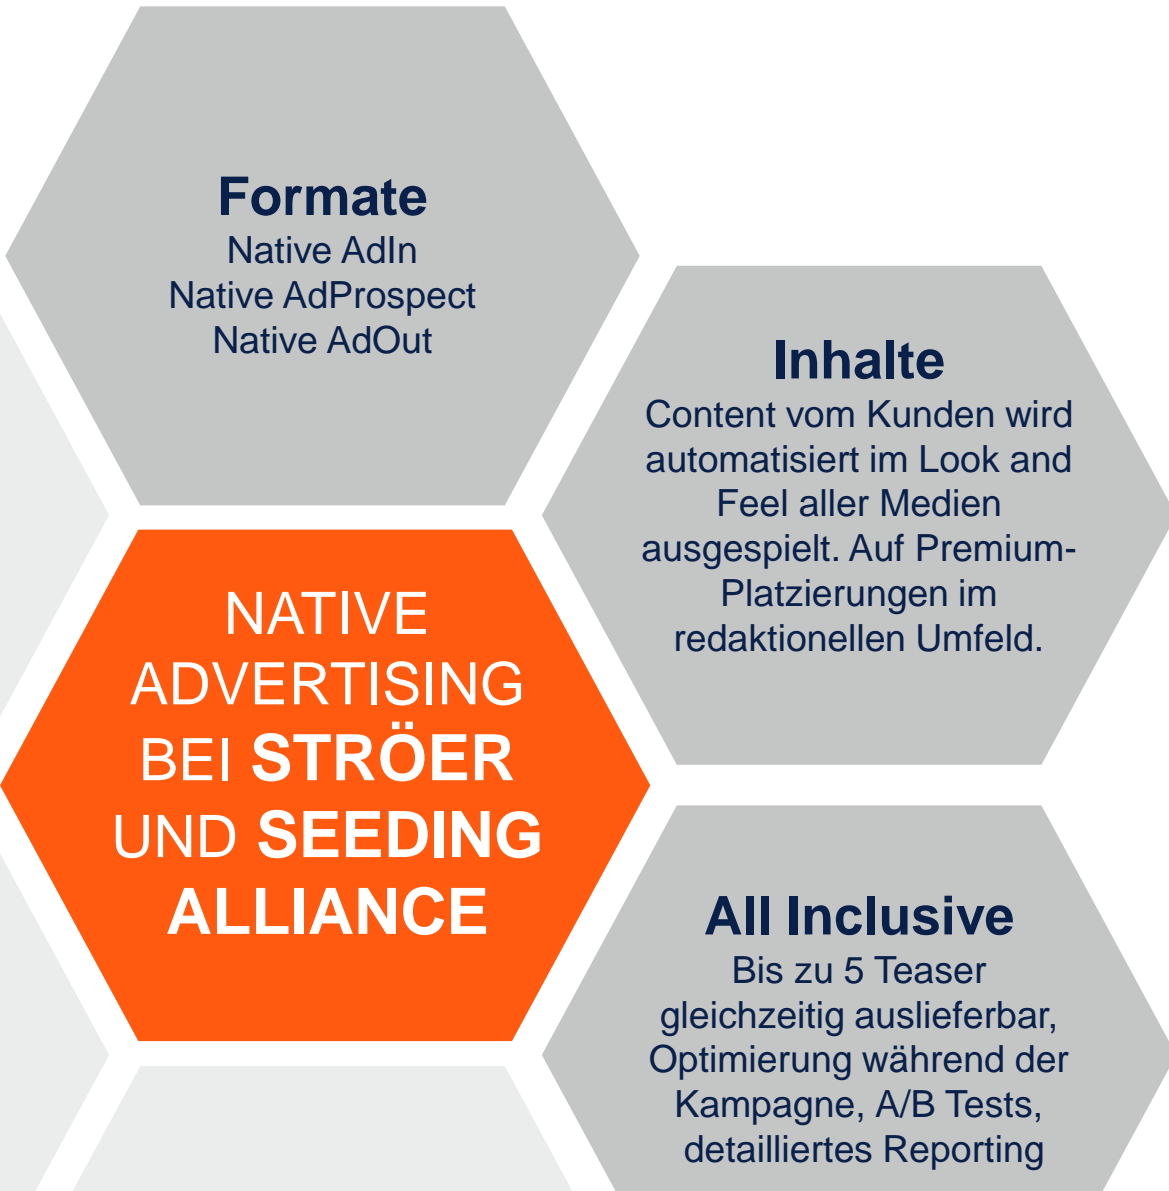 Formate
Native AdIn
Native AdProspect
Native AdOut
Inhalte
Content vom Kunden wird
automatisiert im Look and
Feel aller Medien
ausgespielt. Auf Premium-
Platzierungen im
redaktionellen Umfeld.
NATIVE
ADVERTISING
BEI STRÖER
UND SEEDING
ALLIANCE
All Inclusive
Bis zu 5 Teaser
gleichzeitig auslieferbar,
Optimierung während der
Kampagne, A/B Tests,
detailliertes Reporting